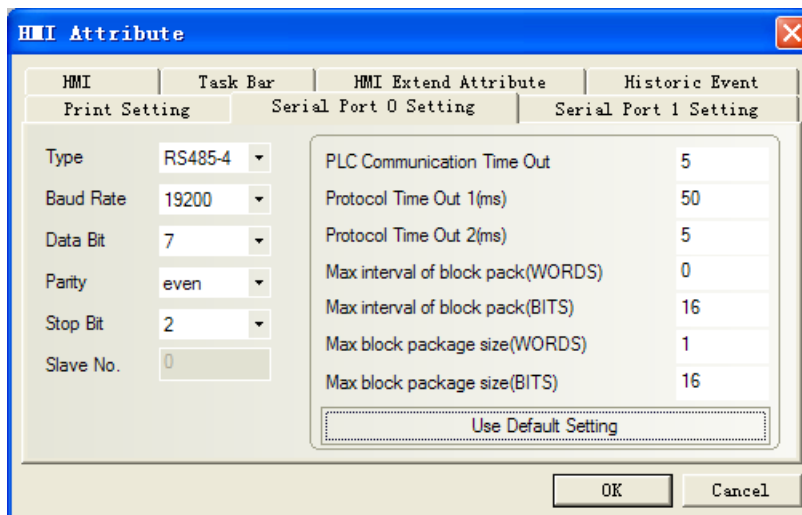 HMI Attribute
HMI Task Bar HMI Extend Attribute Historic Event
Print Setting Serial Port 0 Setting Serial Port 1 Setting
Type RS485-4
Baud Rate 19200
Data Bit 7
Parity even
Stop Bit 2
Slave No. 0
PLC Communication Time Out 5
Protocol Time Out 1(ms) 50
Protocol Time Out 2(ms) 5
Max interval of block pack(WORDS) 0
Max interval of block pack(BITS) 16
Max block package size(WORDS) 1
Max block package size(BITS) 16
Use Default Setting
OK Cancel